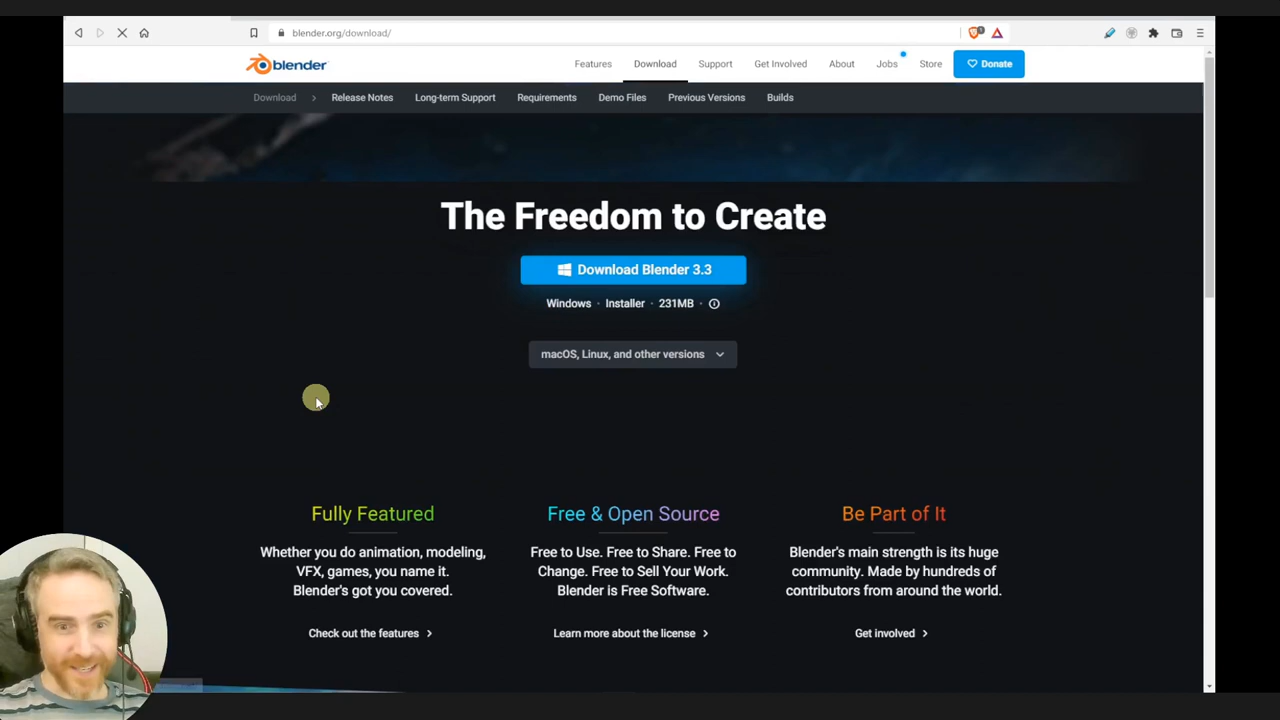 blender.org/download/
1
blender
Features
Download
Support
Get Involved
About
Jobs
Store
Donate
Download
Release Notes
Long-term Support
Requirements
Demo Files
Previous Versions
Builds
The Freedom to Create
Download Blender 3.3
Windows · Installer · 231MB
macOS, Linux, and other versions
Fully Featured
Whether you do animation, modeling,
VFX, games, you name it.
Blender's got you covered.
Check out the features
Free & Open Source
Free to Use. Free to Share. Free to
Change. Free to Sell Your Work.
Blender is Free Software.
Learn more about the license
Be Part of It
Blender's main strength is its huge
community. Made by hundreds of
contributors from around the world.
Get involved